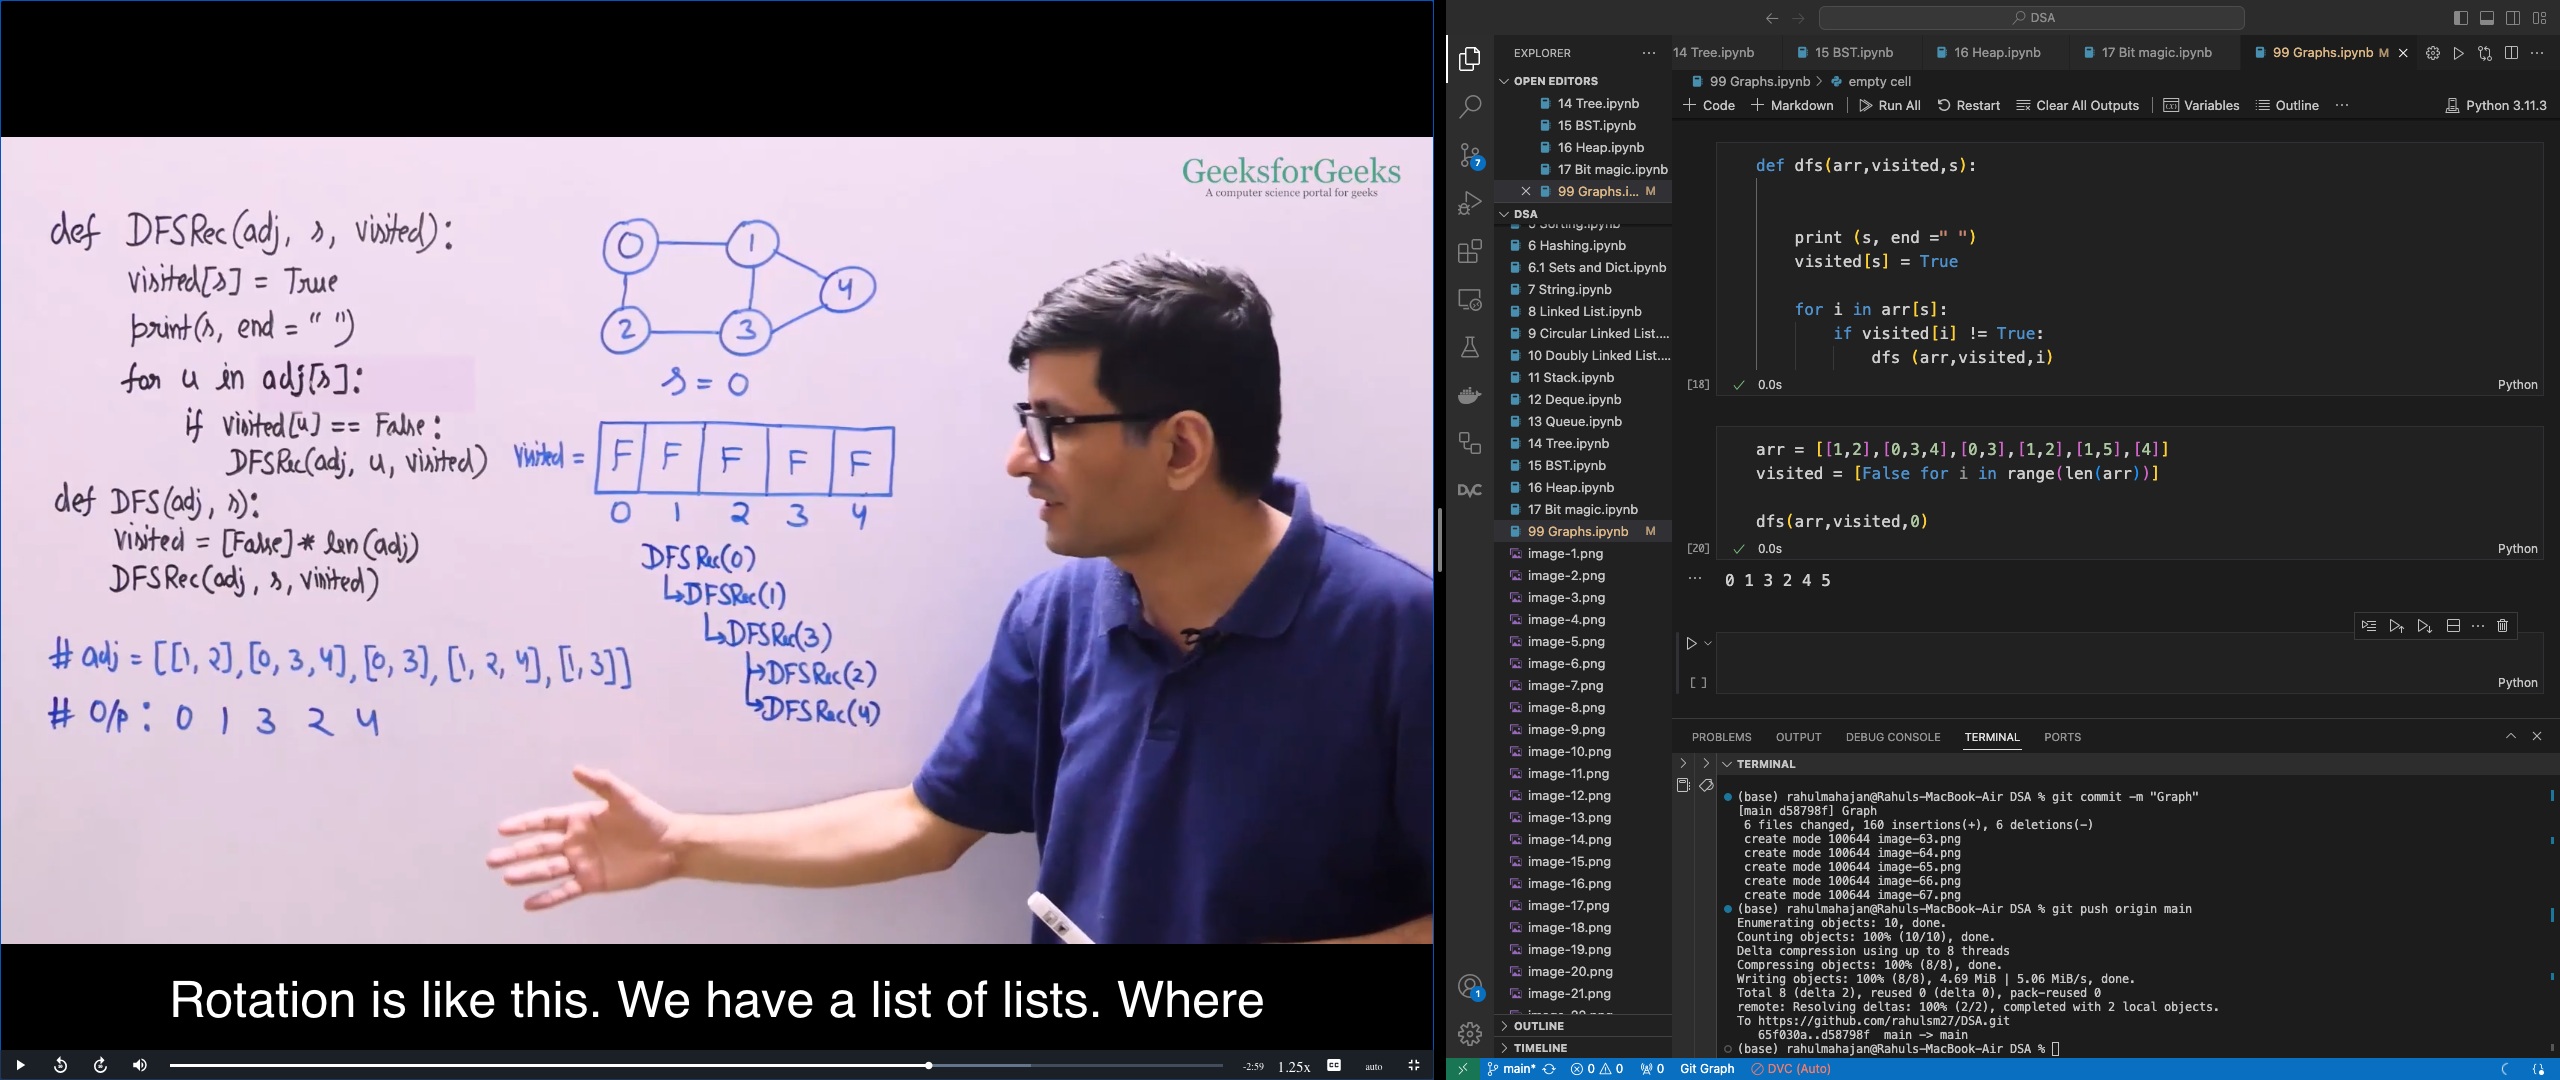 GeeksforGeeks
A computer science portal for geeks
def DFSRec(adj, s, visited):
visited[s] = True
print(s, end = " ")
for u in adj[s]:
if visited[u] == False:
DFSRec(adj, u, visited)
def DFS(adj, s):
visited = [False] * len(adj)
DFSRec(adj, s, visited)
# adj = [[1, 2], [0, 3, 4], [0, 3], [1, 2, 4], [1, 3]]
# O/p : 0 1 3 2 4
0 1
4
2 3
s = 0
visited = F F F F F
0 1 2 3 4
DFSRec(0)
DFSRec(1)
DFSRec(3)
DFSRec(2)
DFSRec(4)
Rotation is like this. We have a list of lists. Where
-2:59 1.25x CC auto
DSA
EXPLORER
OPEN EDITORS
14 Tree.ipynb
15 BST.ipynb
16 Heap.ipynb
17 Bit magic.ipynb
99 Graphs.i... M
DSA
5 Sorting.ipynb
6 Hashing.ipynb
6.1 Sets and Dict.ipynb
7 String.ipynb
8 Linked List.ipynb
9 Circular Linked List....
10 Doubly Linked List....
11 Stack.ipynb
12 Deque.ipynb
13 Queue.ipynb
14 Tree.ipynb
15 BST.ipynb
16 Heap.ipynb
17 Bit magic.ipynb
99 Graphs.ipynb M
image-1.png
image-2.png
image-3.png
image-4.png
image-5.png
image-6.png
image-7.png
image-8.png
image-9.png
image-10.png
image-11.png
image-12.png
image-13.png
image-14.png
image-15.png
image-16.png
image-17.png
image-18.png
image-19.png
image-20.png
image-21.png
OUTLINE
TIMELINE
7
DVC
1
14 Tree.ipynb 15 BST.ipynb 16 Heap.ipynb 17 Bit magic.ipynb 99 Graphs.ipynb M
99 Graphs.ipynb > empty cell
Code Markdown Run All Restart Clear All Outputs Variables Outline ... Python 3.11.3
def dfs(arr,visited,s):
print (s, end =" ")
visited[s] = True
for i in arr[s]:
if visited[i] != True:
dfs (arr,visited,i)
[18] 0.0s Python
arr = [[1,2],[0,3,4],[0,3],[1,2],[1,5],[4]]
visited = [False for i in range(len(arr))]
dfs(arr,visited,0)
[20] 0.0s Python
0 1 3 2 4 5
[ ] Python
PROBLEMS OUTPUT DEBUG CONSOLE TERMINAL PORTS
TERMINAL
(base) rahulmahajan@Rahuls-MacBook-Air DSA % git commit -m "Graph"
[main d58798f] Graph
6 files changed, 160 insertions(+), 6 deletions(-)
create mode 100644 image-63.png
create mode 100644 image-64.png
create mode 100644 image-65.png
create mode 100644 image-66.png
create mode 100644 image-67.png
(base) rahulmahajan@Rahuls-MacBook-Air DSA % git push origin main
Enumerating objects: 10, done.
Counting objects: 100% (10/10), done.
Delta compression using up to 8 threads
Compressing objects: 100% (8/8), done.
Writing objects: 100% (8/8), 4.69 MiB | 5.06 MiB/s, done.
Total 8 (delta 2), reused 0 (delta 0), pack-reused 0
remote: Resolving deltas: 100% (2/2), completed with 2 local objects.
To https://github.com/rahulsm27/DSA.git
65f030a..d58798f main -> main
(base) rahulmahajan@Rahuls-MacBook-Air DSA %
main* 0 0 0 Git Graph DVC (Auto)